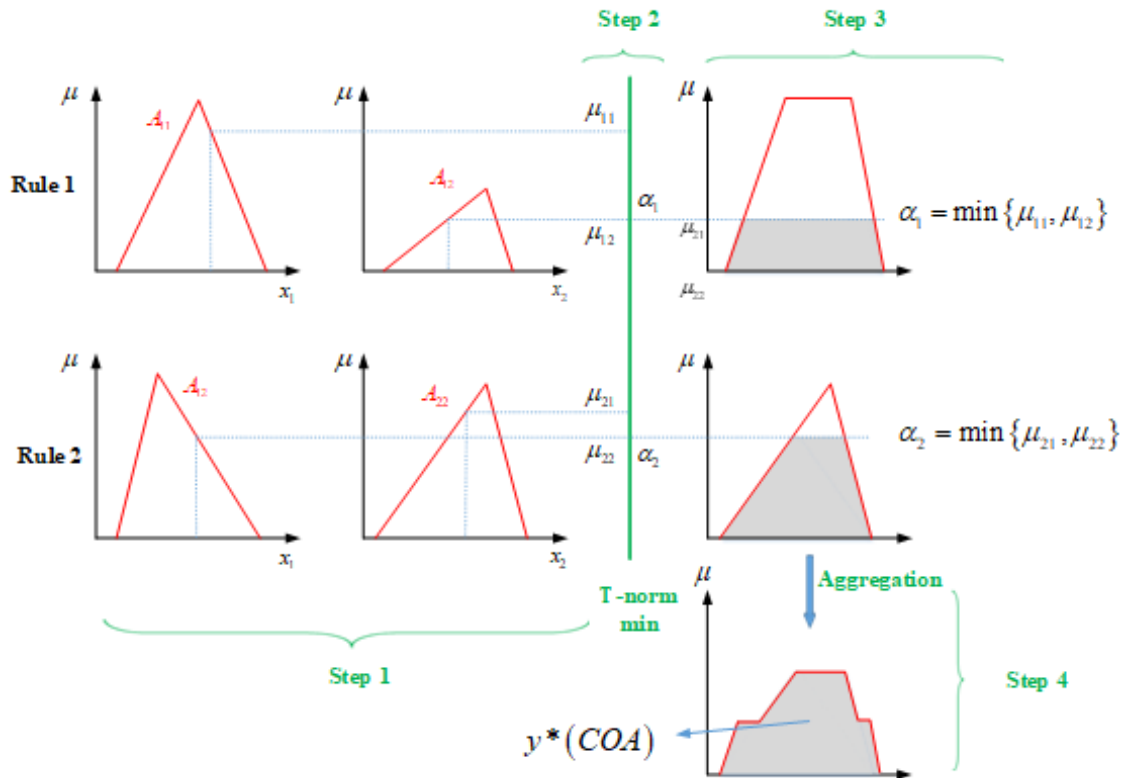 Step 2
Step 3
μ
A₁₁
μ
A₁₂
μ₁₁
μ
Rule 1
α₁
μ₁₂
μ₂₁
α₁ = min{μ₁₁, μ₁₂}
x₁
x₂
μ₂₂
μ
A₁₂
μ
A₂₂
μ₂₁
μ
Rule 2
μ₂₂
α₂
α₂ = min{μ₂₁, μ₂₂}
x₁
x₂
T-norm
min
μ
Aggregation
Step 1
Step 4
y*(COA)